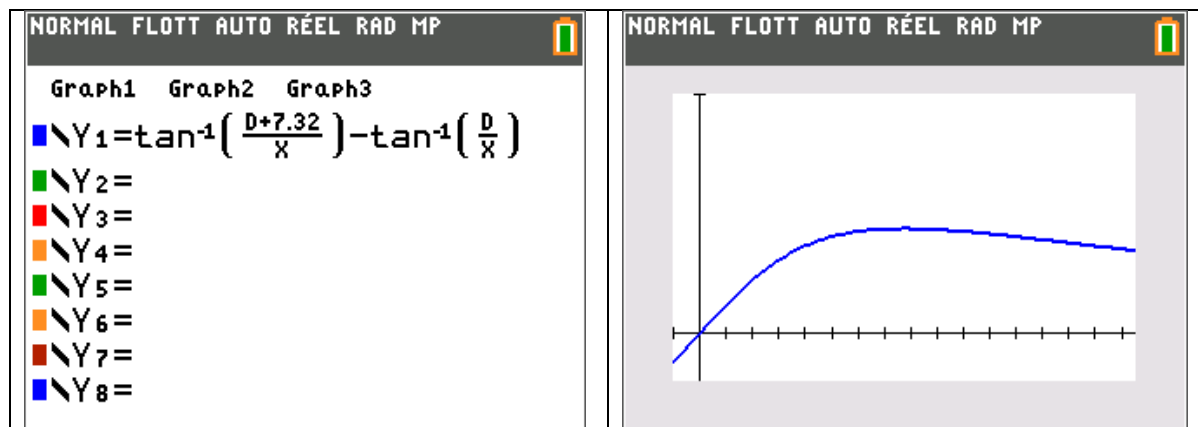 NORMAL FLOTT AUTO RÉEL RAD MP
Graph1 Graph2 Graph3
\Y1=tan⁻¹(D+7.32/X)-tan⁻¹(D/X)
\Y2=
\Y3=
\Y4=
\Y5=
\Y6=
\Y7=
\Y8=
NORMAL FLOTT AUTO RÉEL RAD MP